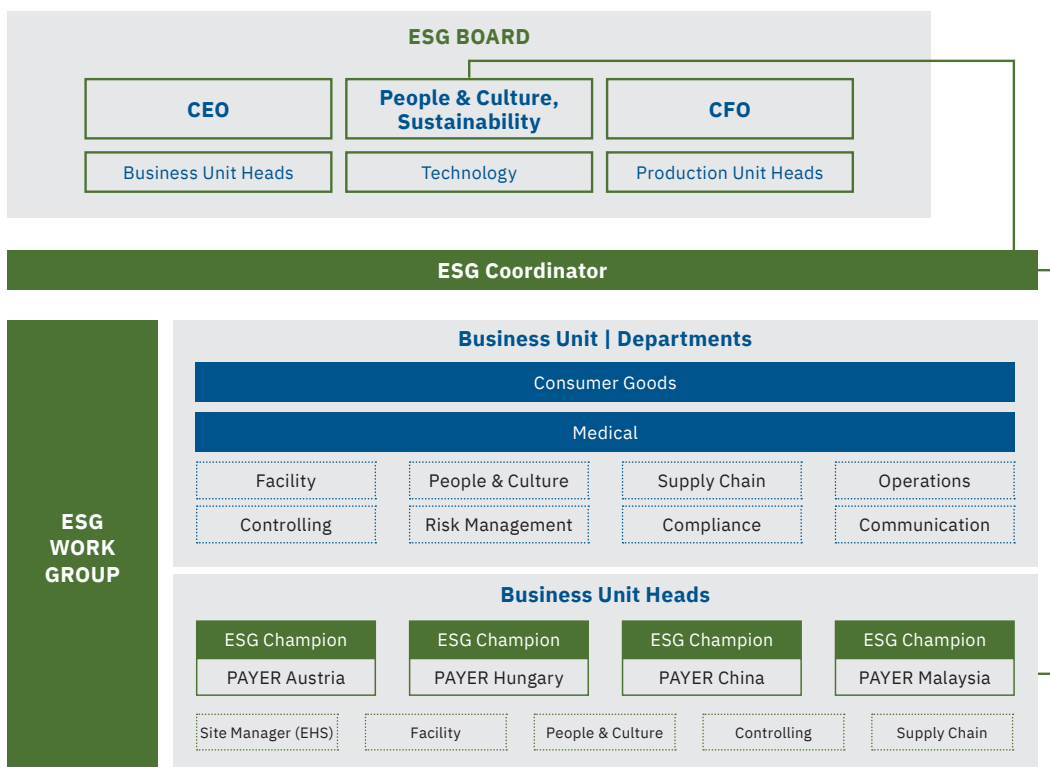 ESG BOARD
CEO
People & Culture,
Sustainability
CFO
Business Unit Heads
Technology
Production Unit Heads
ESG Coordinator
ESG
WORK
GROUP
Business Unit | Departments
Consumer Goods
Medical
Facility
People & Culture
Supply Chain
Operations
Controlling
Risk Management
Compliance
Communication
Business Unit Heads
ESG Champion
PAYER Austria
ESG Champion
PAYER Hungary
ESG Champion
PAYER China
ESG Champion
PAYER Malaysia
Site Manager (EHS)
Facility
People & Culture
Controlling
Supply Chain